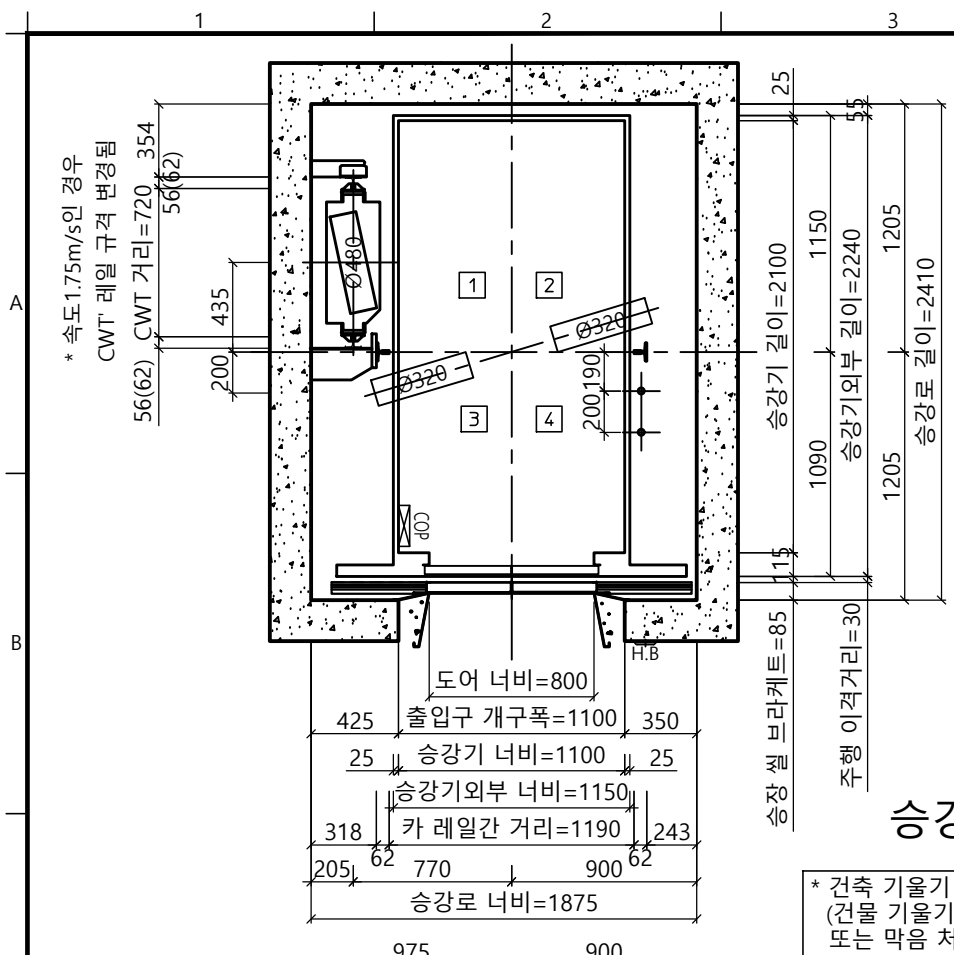 1
2
3
A
B
* 속도1.75m/s인 경우
CWT' 레일 규격 변경됨
354
56(62)
CWT 거리=720
56(62)
435
200
Ø480
Ø320
Ø320
1
2
3
4
190
200
COP
H.B
25
승강기 길이=2100
115
승장 씰 브라케트=85
1150
1090
55
승강기외부 길이=2240
주행 이격거리=30
1205
1205
승강로 길이=2410
도어 너비=800
425
출입구 개구폭=1100
350
25
승강기 너비=1100
25
승강기외부 너비=1150
318
62
카 레일간 거리=1190
62
243
205
770
900
승강로 너비=1875
975
900
* 건축 기울기
(건물 기울기
또는 막음 처